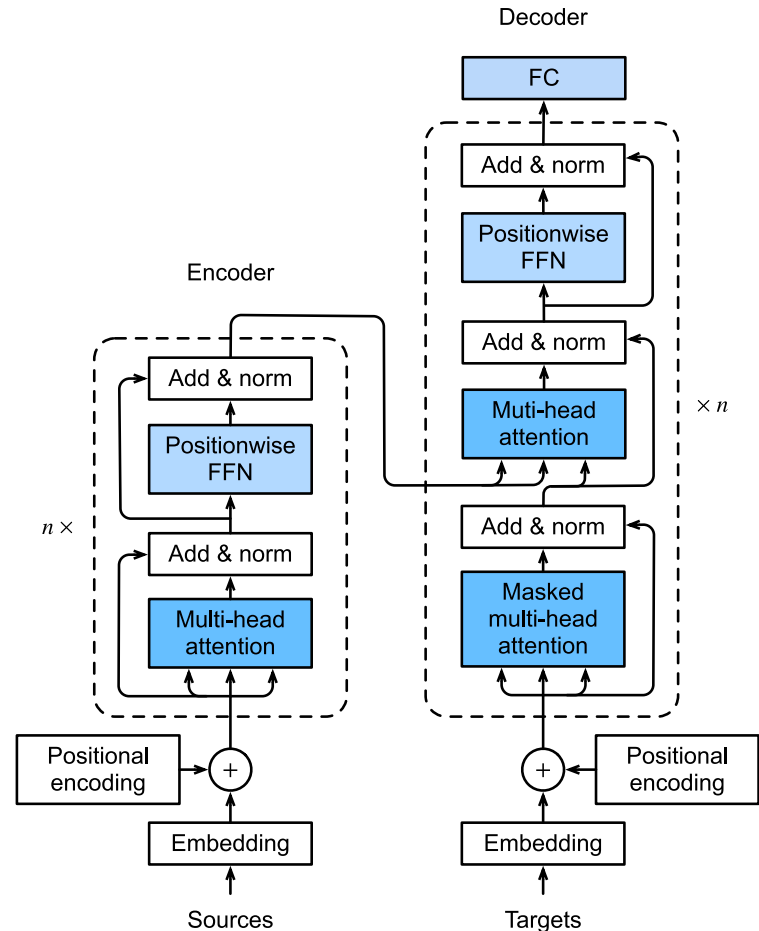 Decoder
FC
Add & norm
Positionwise
FFN
Add & norm
Muti-head
attention
× n
Add & norm
Masked
multi-head
attention
Positional
encoding
+
Embedding
Targets
Encoder
Add & norm
Positionwise
FFN
n ×
Add & norm
Multi-head
attention
Positional
encoding
+
Embedding
Sources